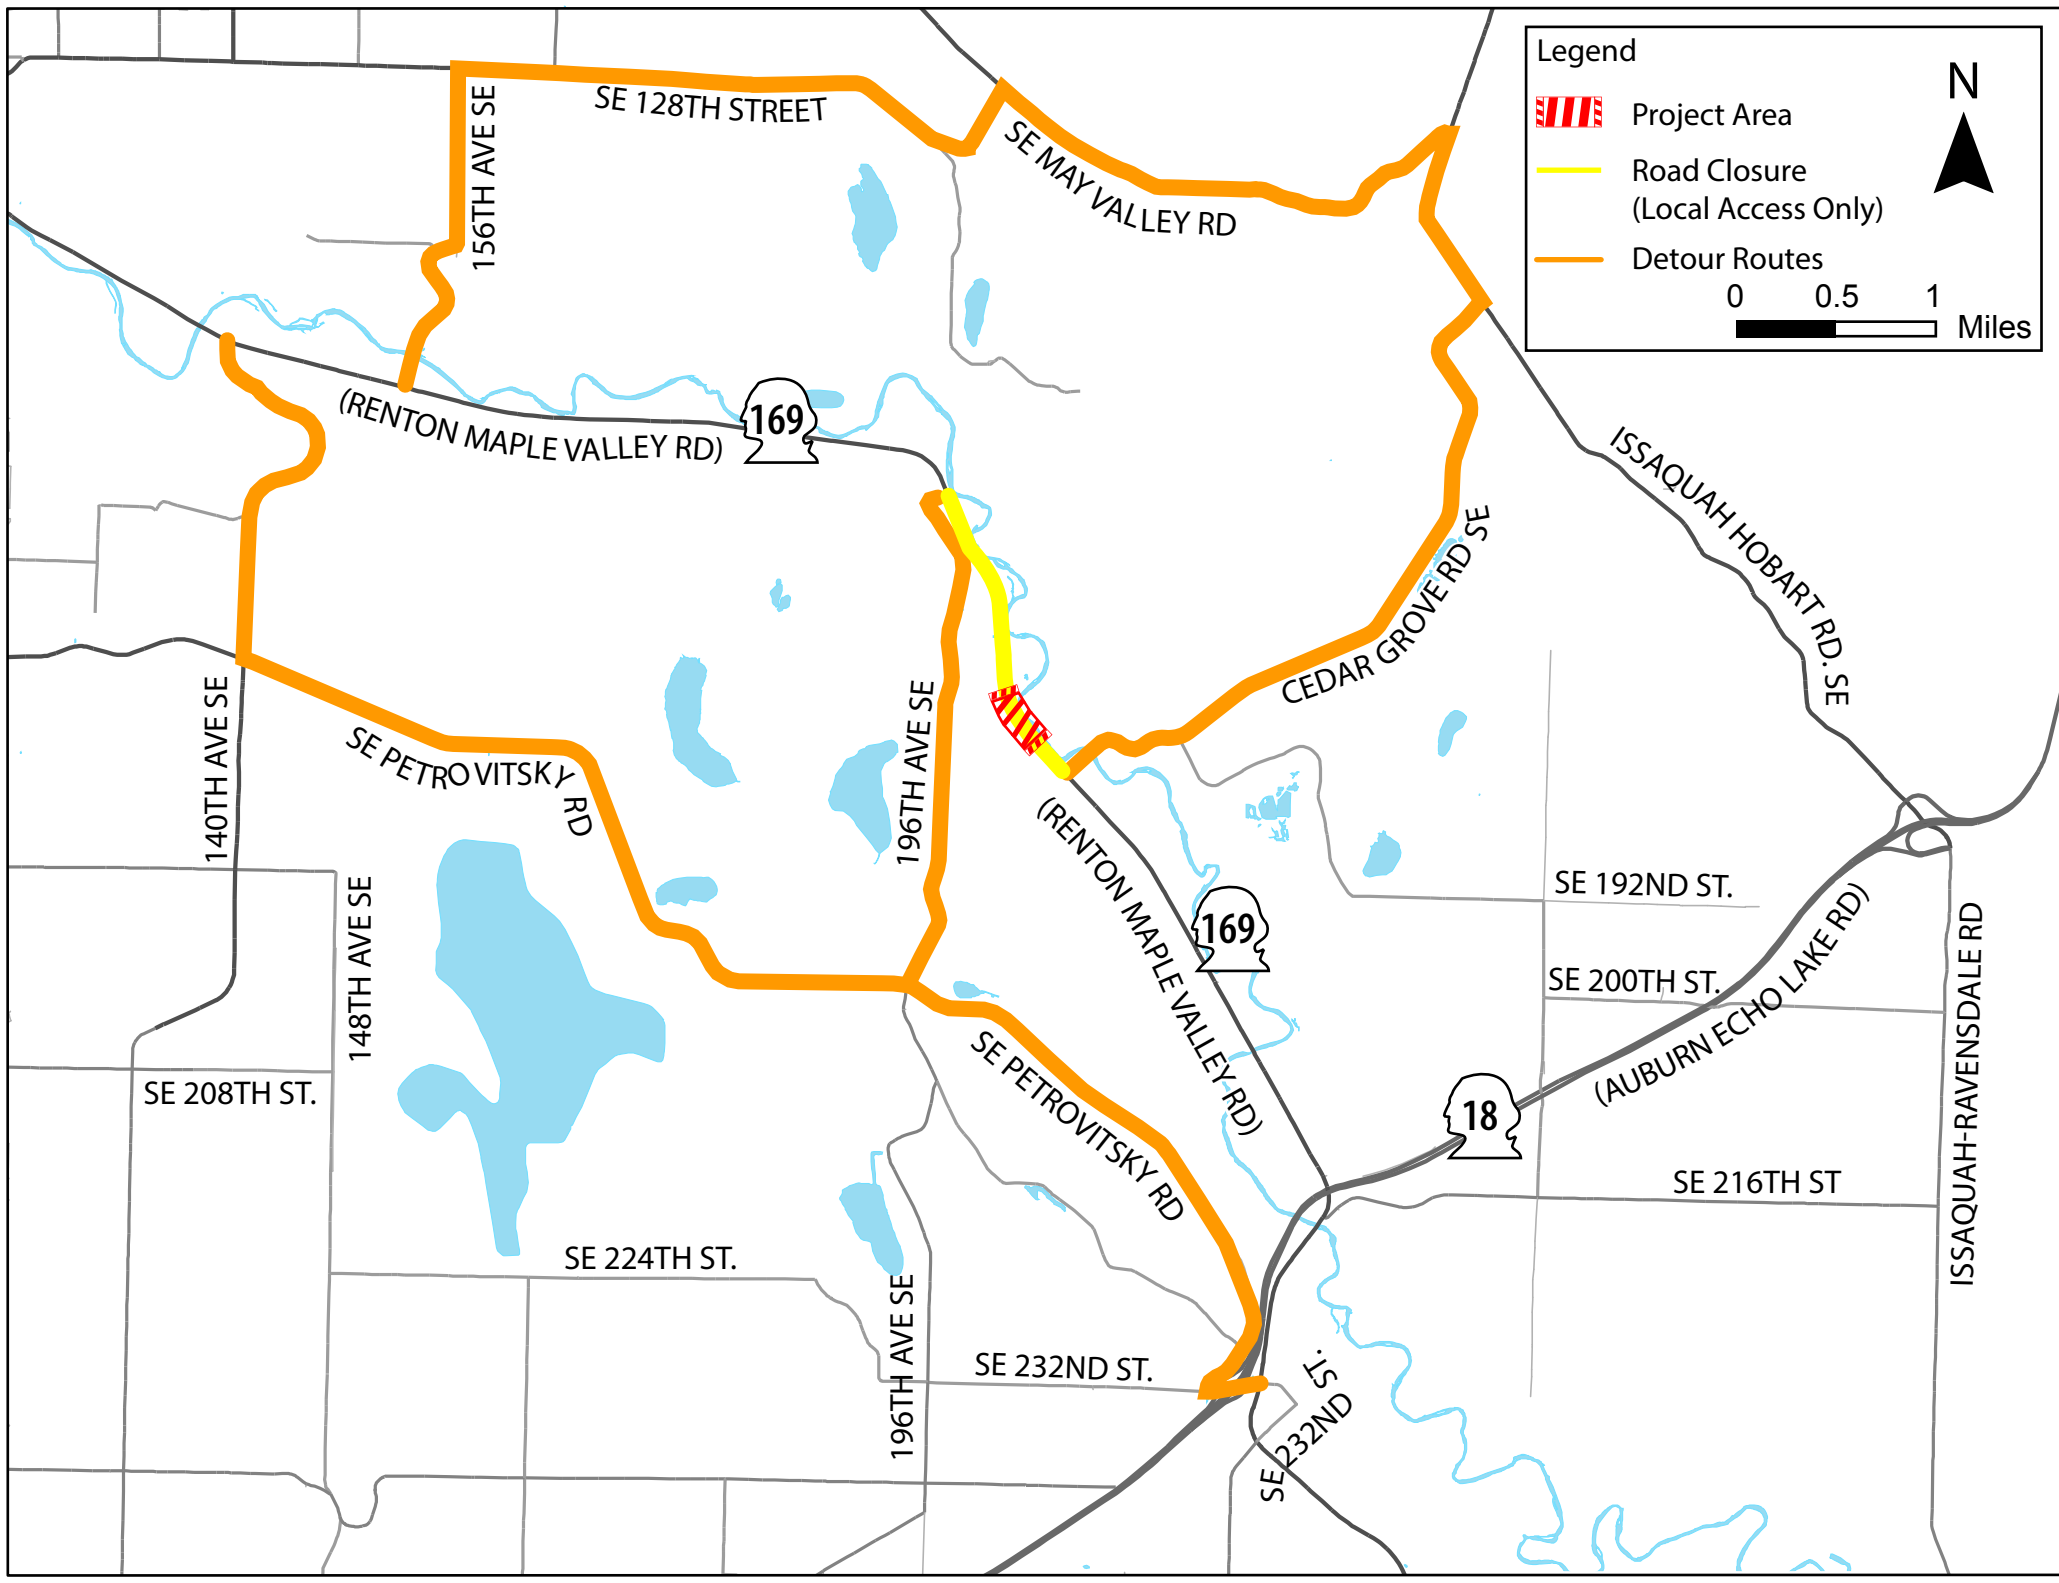 Legend
N
Project Area
Road Closure
(Local Access Only)
Detour Routes
0 0.5 1
Miles
SE 128TH STREET
156TH AVE SE
SE MAY VALLEY RD
(RENTON MAPLE VALLEY RD)
169
ISSAQUAH HOBART RD. SE
CEDAR GROVE RD SE
140TH AVE SE
SE PETROVITSKY RD
196TH AVE SE
(RENTON MAPLE VALLEY RD)
169
148TH AVE SE
SE 192ND ST.
SE 200TH ST.
(AUBURN ECHO LAKE RD)
ISSAQUAH-RAVENSDALE RD
SE 208TH ST.
SE PETROVITSKY RD
18
SE 216TH ST
SE 224TH ST.
196TH AVE SE
SE 232ND ST.
SE 232ND
ST.